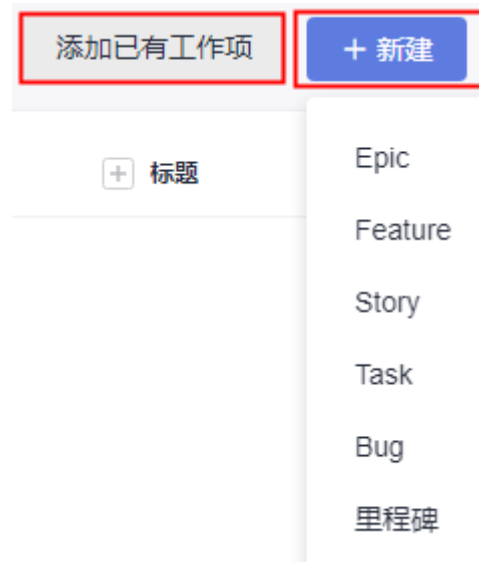 添加已有工作项
+ 新建
标题
Epic
Feature
Story
Task
Bug
里程碑